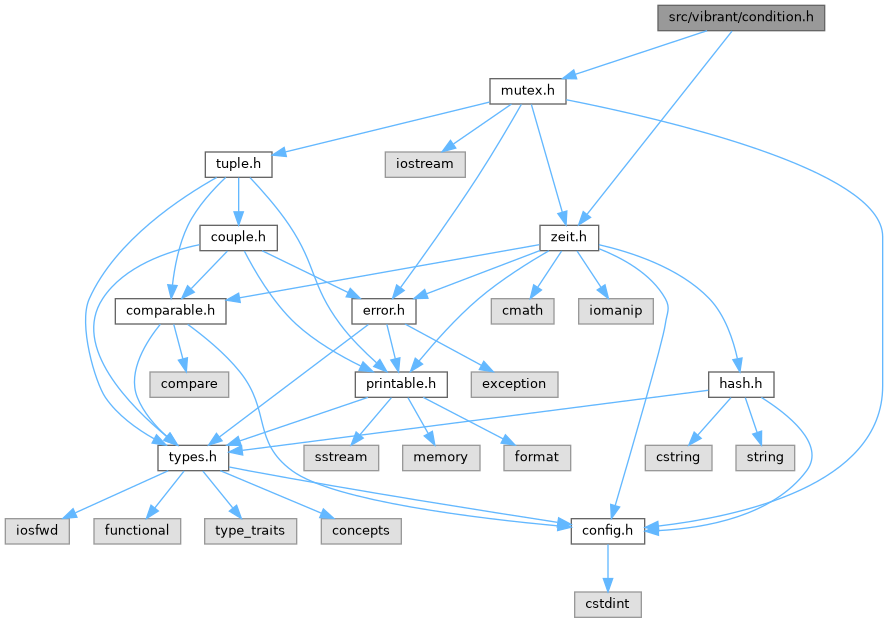 src/vibrant/condition.h
mutex.h
tuple.h
iostream
couple.h
zeit.h
comparable.h
error.h
cmath
iomanip
compare
printable.h
exception
hash.h
types.h
sstream
memory
format
cstring
string
iosfwd
functional
type_traits
concepts
config.h
cstdint